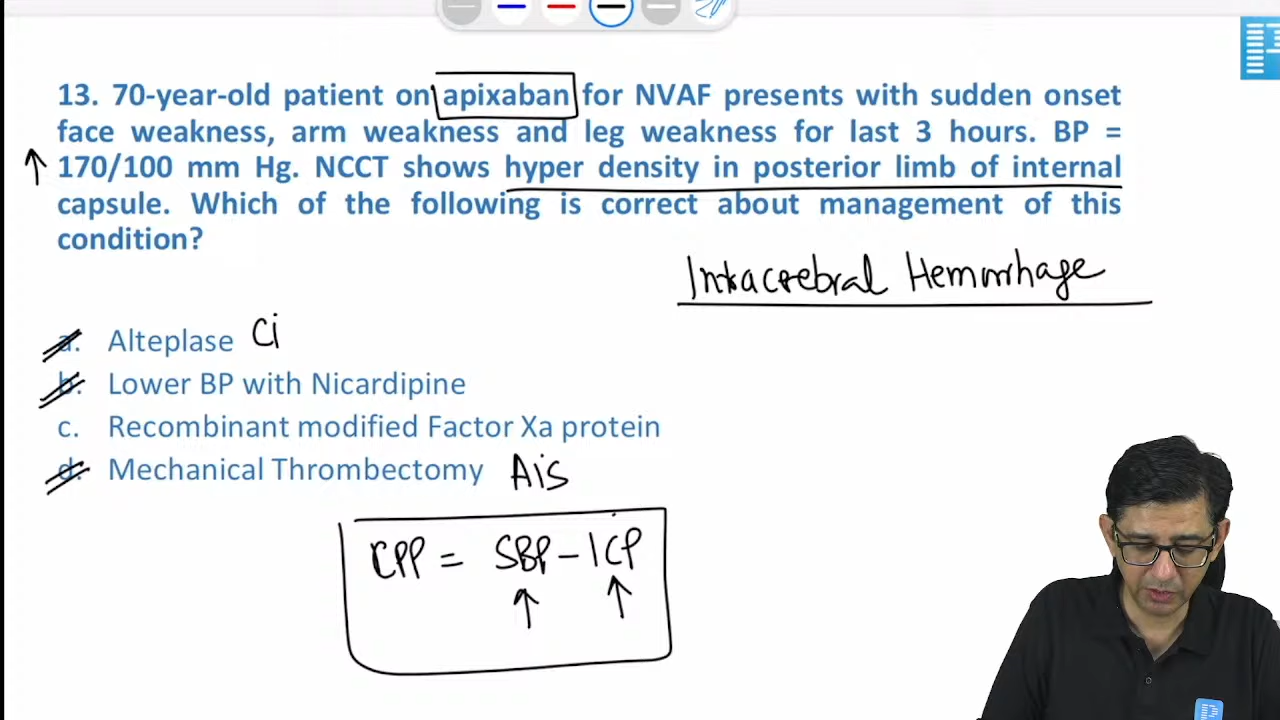 13. 70-year-old patient on apixaban for NVAF presents with sudden onset
face weakness, arm weakness and leg weakness for last 3 hours. BP =
↑ 170/100 mm Hg. NCCT shows hyper density in posterior limb of internal
capsule. Which of the following is correct about management of this
condition?
Intracrebral Hemorrhage
a. Alteplase Ci
b. Lower BP with Nicardipine
c. Recombinant modified Factor Xa protein
d. Mechanical Thrombectomy AiS
CPP = SBP - ICP
↑ ↑